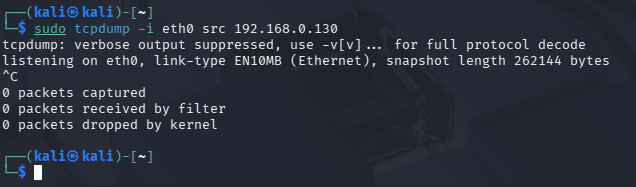 ┌──(kali㉿kali)-[~]
└─$ sudo tcpdump -i eth0 src 192.168.0.130
tcpdump: verbose output suppressed, use -v[v]... for full protocol decode
listening on eth0, link-type EN10MB (Ethernet), snapshot length 262144 bytes
^C
0 packets captured
0 packets received by filter
0 packets dropped by kernel
┌──(kali㉿kali)-[~]
└─$